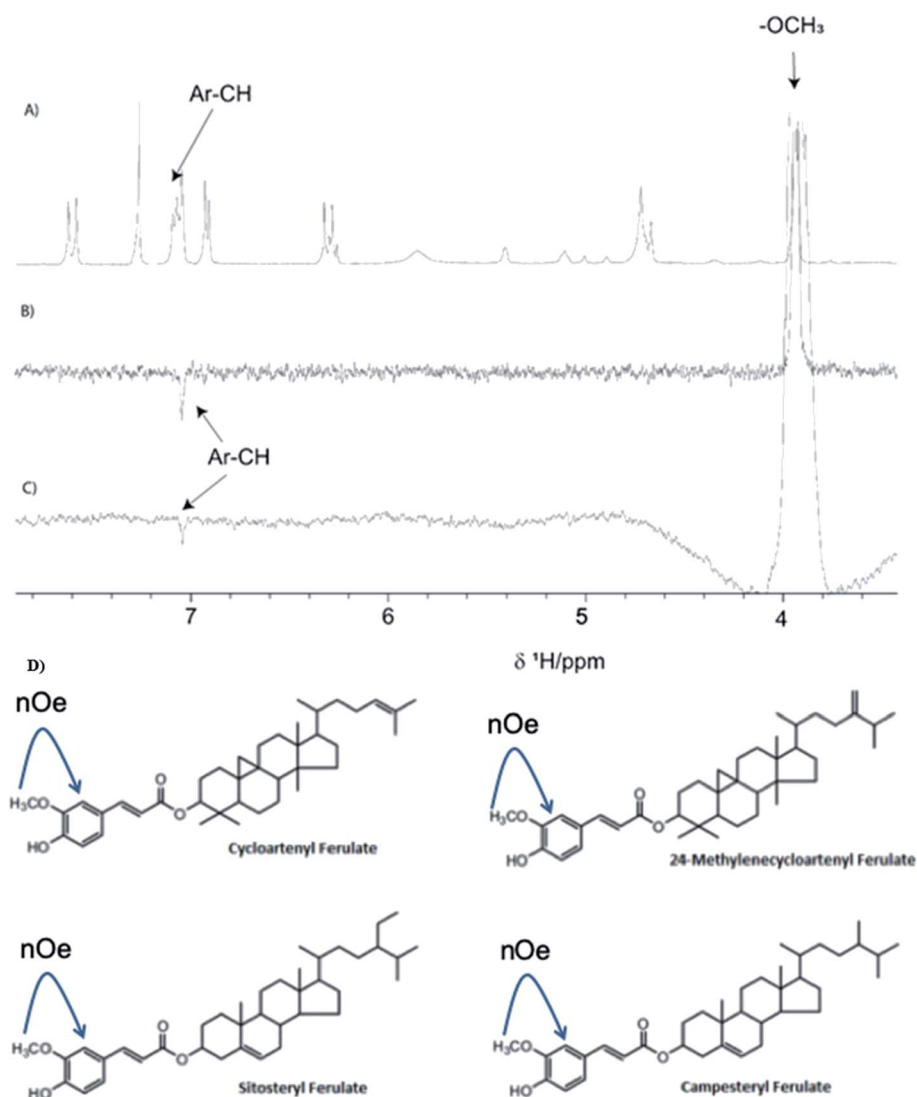 -OCH₃
Ar-CH
A)
B)
Ar-CH
C)
7 6 5 4
δ ¹H/ppm
D)
nOe
H₃CO
O
O
HO
Cycloartenyl Ferulate
nOe
H₃CO
O
O
HO
24-Methylenecycloartenyl Ferulate
nOe
H₃CO
O
O
HO
Sitosteryl Ferulate
nOe
H₃CO
O
O
HO
Campesteryl Ferulate